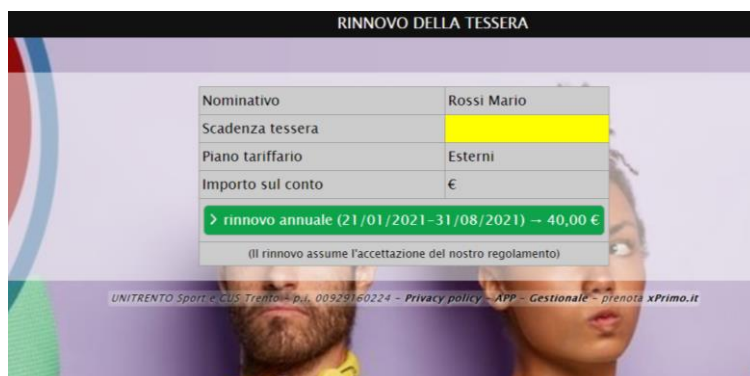 RINNOVO DELLA TESSERA
Nominativo Rossi Mario
Scadenza tessera
Piano tariffario Esterni
Importo sul conto €
> rinnovo annuale (21/01/2021-31/08/2021) → 40,00 €
(Il rinnovo assume l'accettazione del nostro regolamento)
UNITRENTO Sport e CUS Trento - p.i. 00929160224 - Privacy policy - APP - Gestionale - prenota xPrimo.it